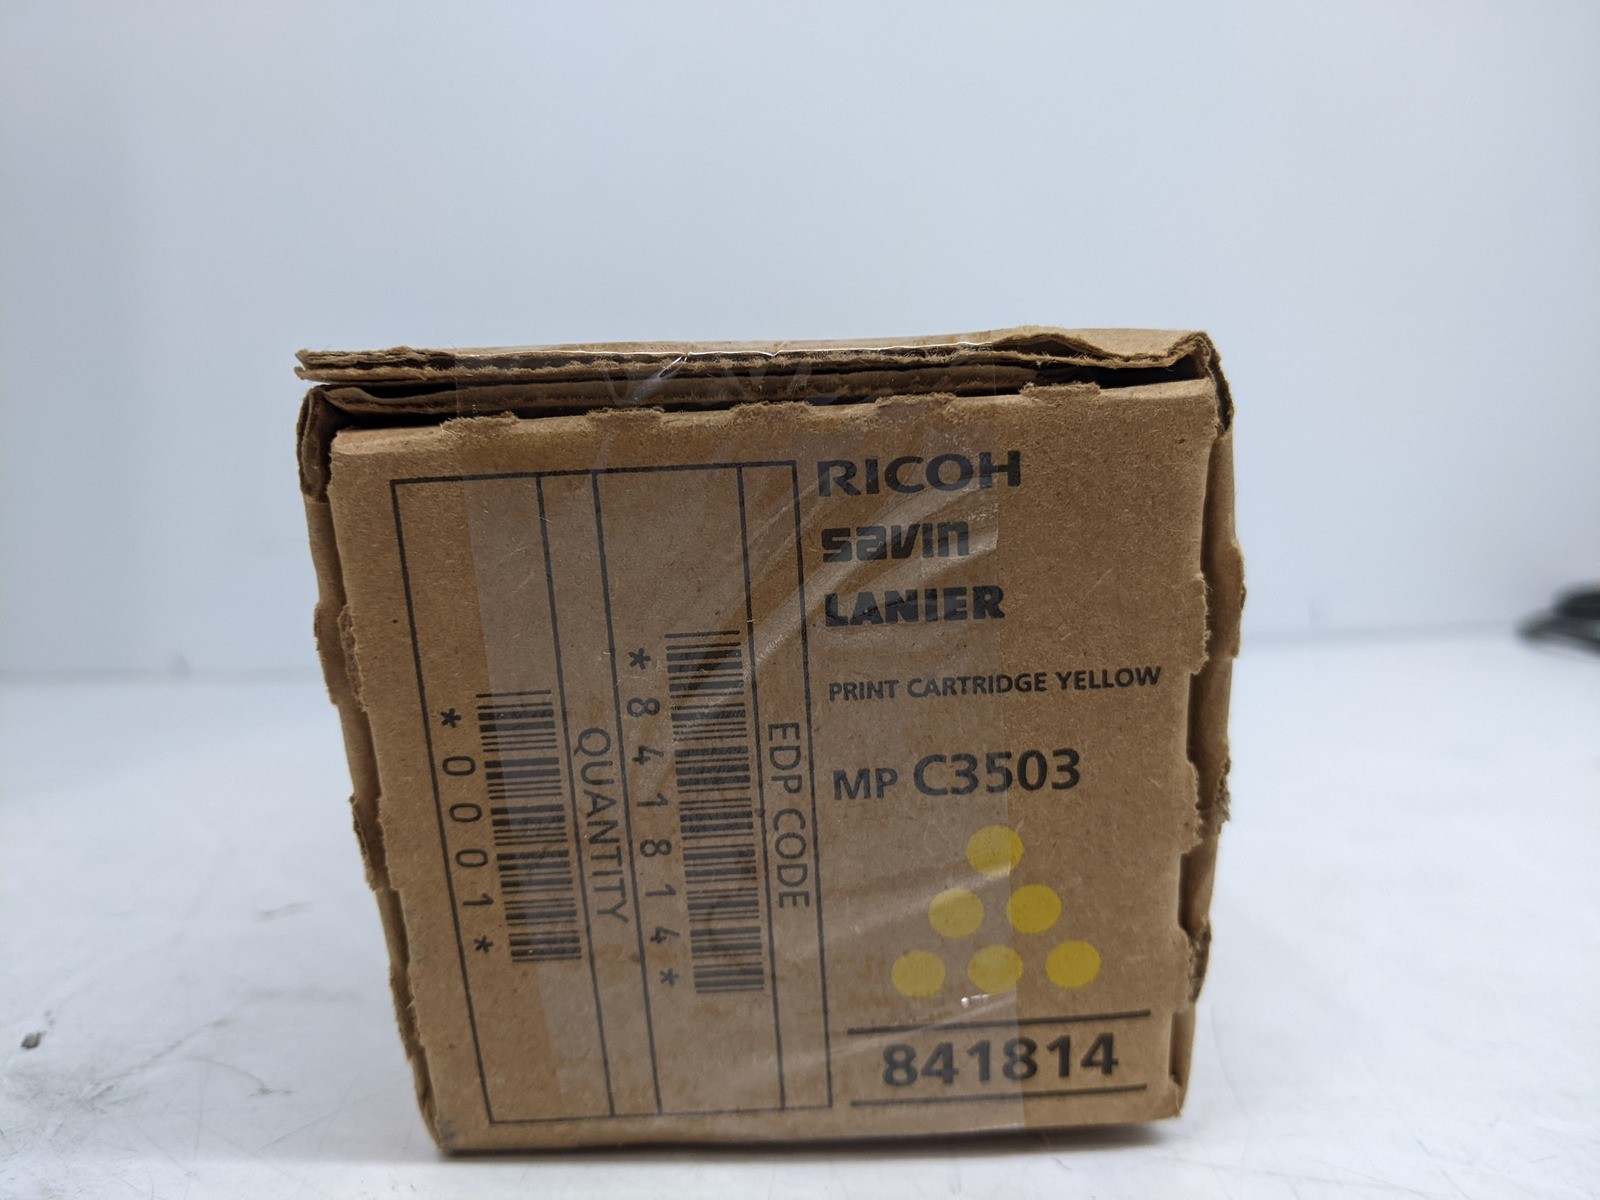 RICOH
savin
LANIER
PRINT CARTRIDGE YELLOW
MP C3503
841814
EDP CODE
*841814*
QUANTITY
*0001*